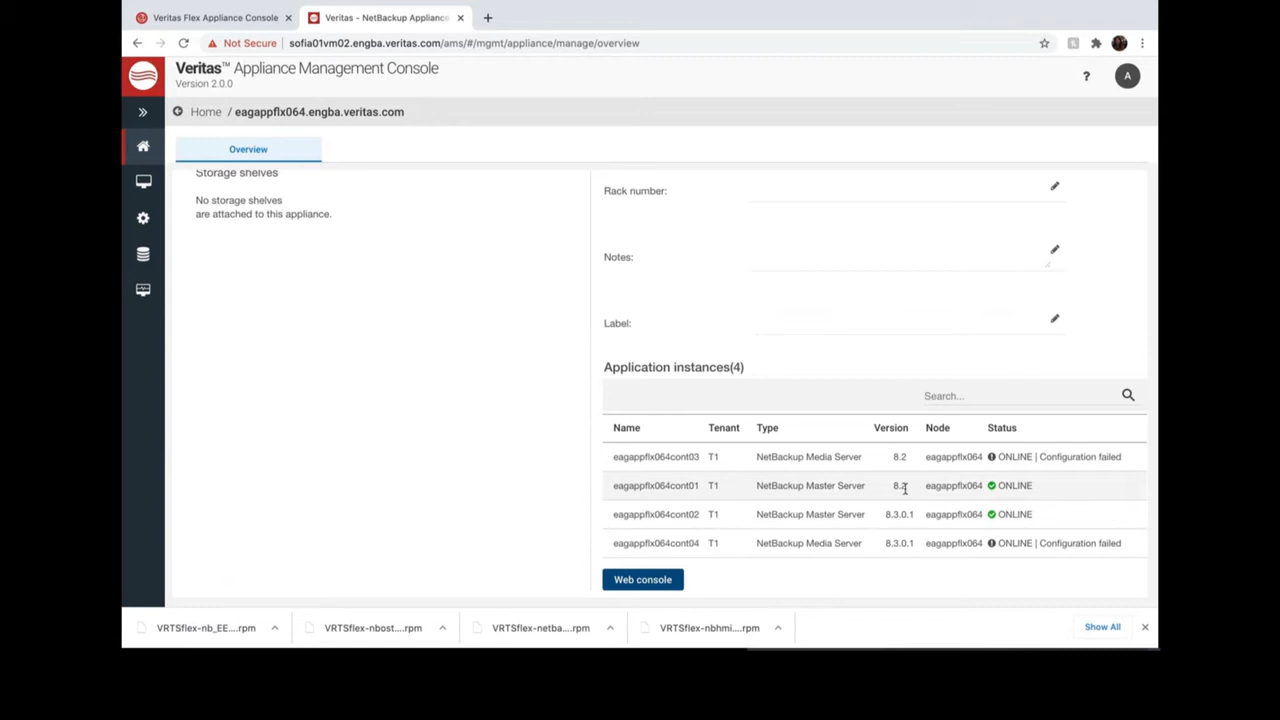 Veritas Flex Appliance Console
Veritas - NetBackup Appliance
Not Secure
sofia01vm02.engba.veritas.com/ams/#/mgmt/appliance/manage/overview
Veritas™ Appliance Management Console
Version 2.0.0
? A
Home / eagappflx064.engba.veritas.com
Overview
Storage shelves
No storage shelves
are attached to this appliance.
Rack number:
Notes:
Label:
Application instances(4)
Search...
Name Tenant Type Version Node Status
eagappflx064cont03 T1 NetBackup Media Server 8.2 eagappflx064 ONLINE | Configuration failed
eagappflx064cont01 T1 NetBackup Master Server 8.2 eagappflx064 ONLINE
eagappflx064cont02 T1 NetBackup Master Server 8.3.0.1 eagappflx064 ONLINE
eagappflx064cont04 T1 NetBackup Media Server 8.3.0.1 eagappflx064 ONLINE | Configuration failed
Web console
VRTSflex-nb_EE....rpm
VRTSflex-nbost....rpm
VRTSflex-netba....rpm
VRTSflex-nbhmi....rpm
Show All